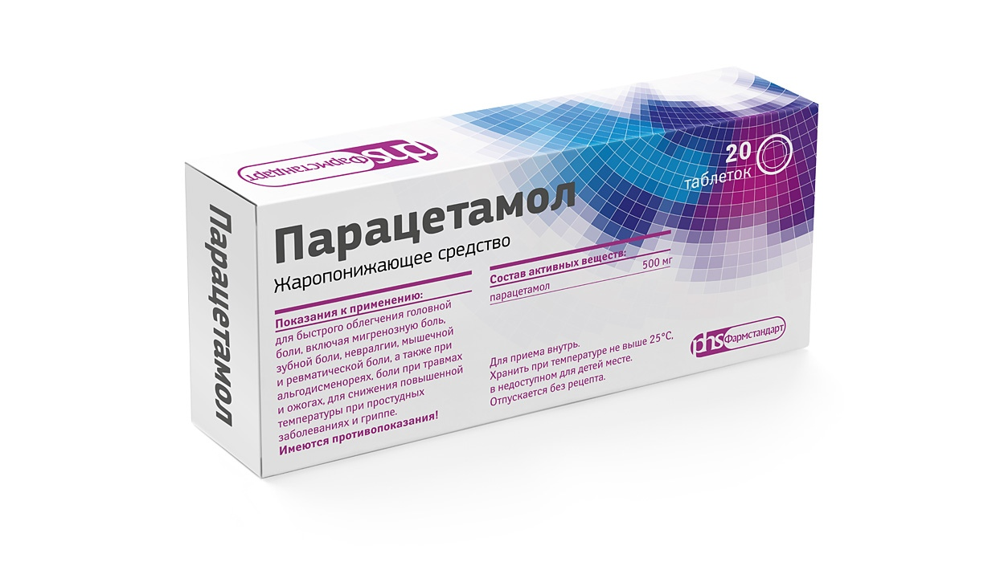 phs Фармстандарт
Парацетамол
Парацетамол
Жаропонижающее средство
20
таблеток
Показания к применению:
для быстрого облегчения головной
боли, включая мигренозную боль,
зубной боли, невралгии, мышечной
и ревматической боли, а также при
альгодисменореях, боли при травмах
и ожогах, для снижения повышенной
температуры при простудных
заболеваниях и гриппе.
Имеются противопоказания!
Состав активных веществ:
парацетамол 500 мг
Для приема внутрь.
Хранить при температуре не выше 25°С,
в недоступном для детей месте.
Отпускается без рецепта.
phs Фармстандарт